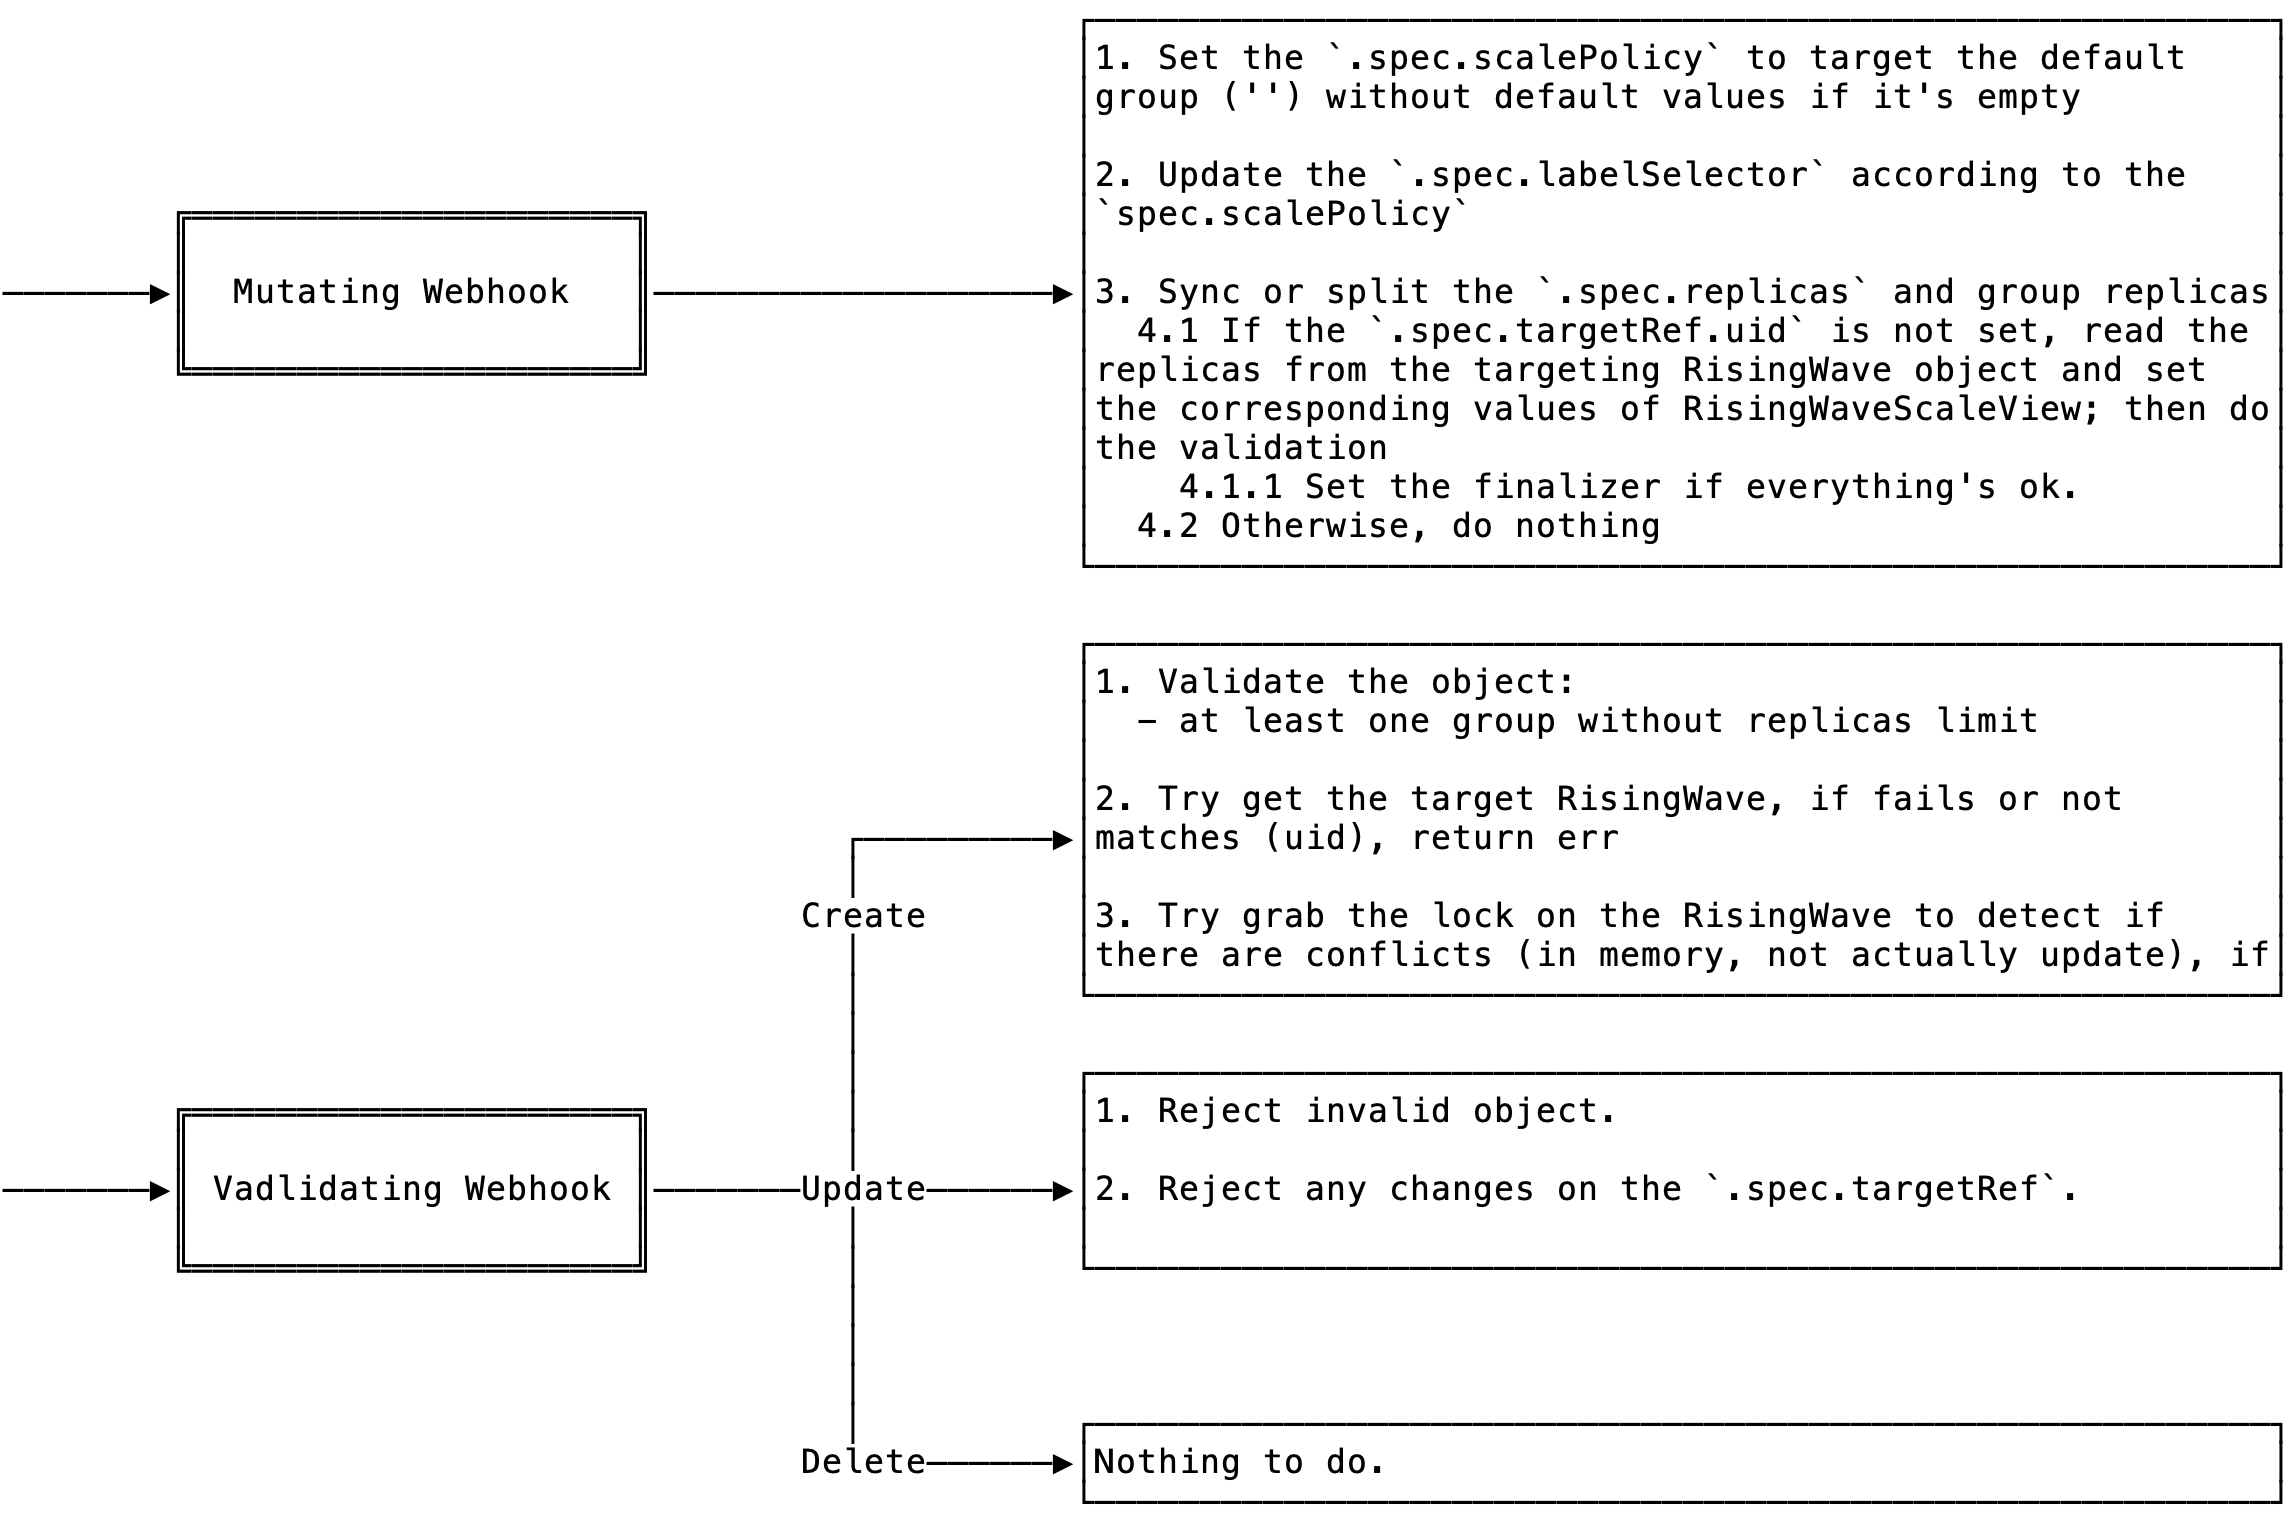 1. Set the `.spec.scalePolicy` to target the default
group ('') without default values if it's empty
2. Update the `.spec.labelSelector` according to the
`spec.scalePolicy`
Mutating Webhook
3. Sync or split the `.spec.replicas` and group replicas
4.1 If the `.spec.targetRef.uid` is not set, read the
replicas from the targeting RisingWave object and set
the corresponding values of RisingWaveScaleView; then do
the validation
4.1.1 Set the finalizer if everything's ok.
4.2 Otherwise, do nothing
1. Validate the object:
– at least one group without replicas limit
2. Try get the target RisingWave, if fails or not
matches (uid), return err
Create
3. Try grab the lock on the RisingWave to detect if
there are conflicts (in memory, not actually update), if
1. Reject invalid object.
Vadlidating Webhook
Update
2. Reject any changes on the `.spec.targetRef`.
Delete
Nothing to do.